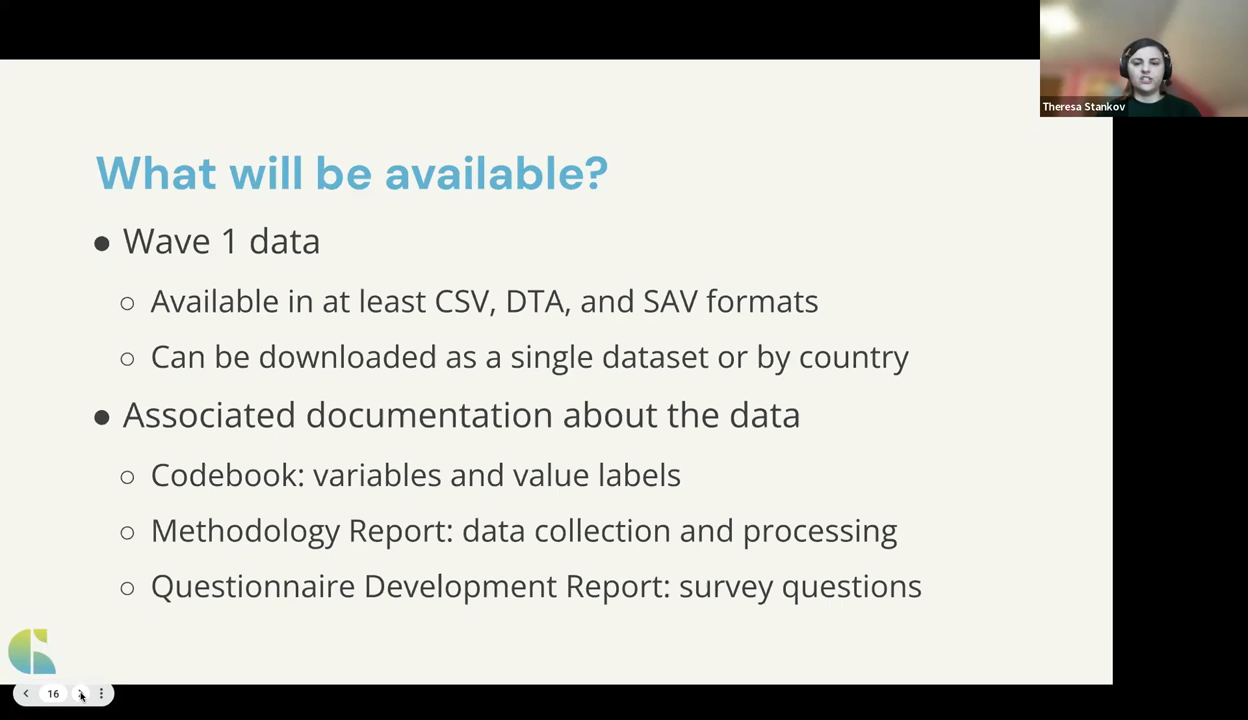 Theresa Stankov
What will be available?
● Wave 1 data
○ Available in at least CSV, DTA, and SAV formats
○ Can be downloaded as a single dataset or by country
● Associated documentation about the data
○ Codebook: variables and value labels
○ Methodology Report: data collection and processing
○ Questionnaire Development Report: survey questions
16